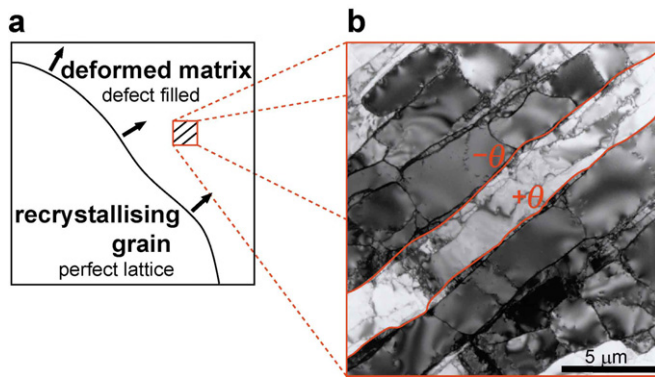 a
deformed matrix
defect filled
recrystallising
grain
perfect lattice
b
−θ
+θ
5 μm